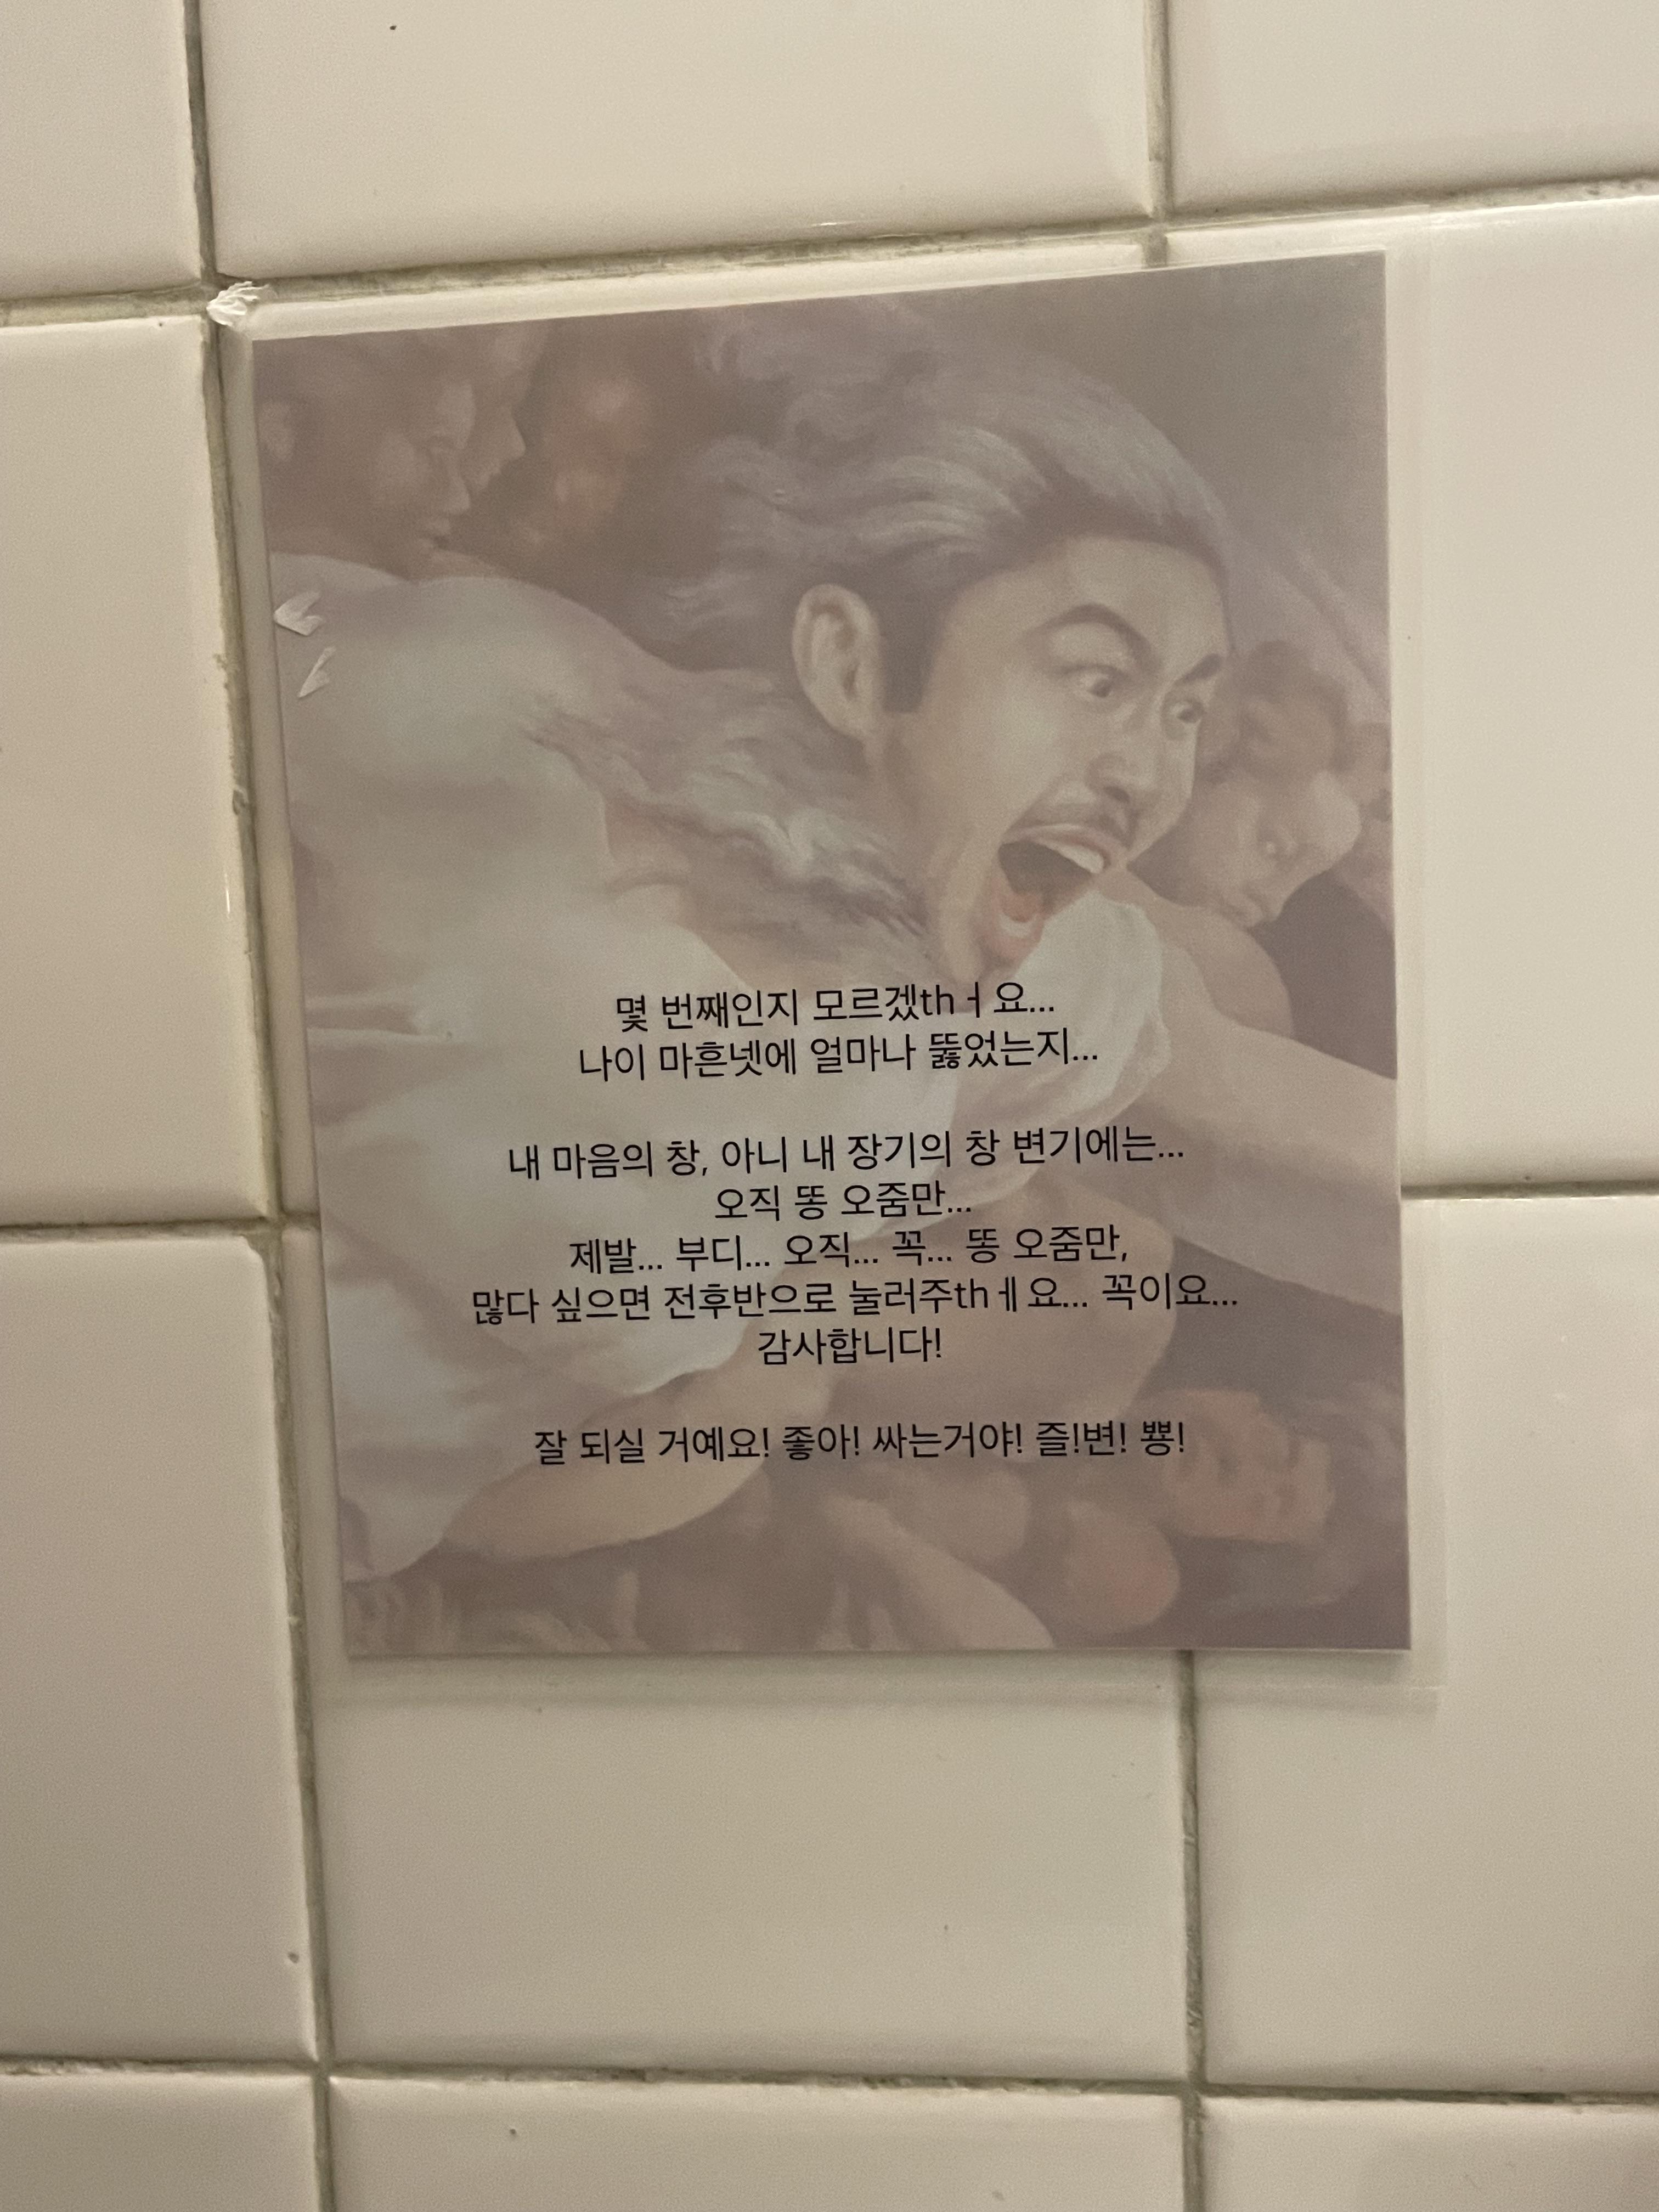 몇 번째인지 모르겠thㅓ요...
나이 마흔넷에 얼마나 뚫었는지...
내 마음의 창, 아니 내 장기의 창 변기에는...
오직 똥 오줌만...
제발... 부디... 오직... 꼭... 똥 오줌만,
많다 싶으면 전후반으로 눌러주thㅔ요... 꼭이요...
감사합니다!
잘 되실 거예요! 좋아! 싸는거야! 즐!변! 뿅!